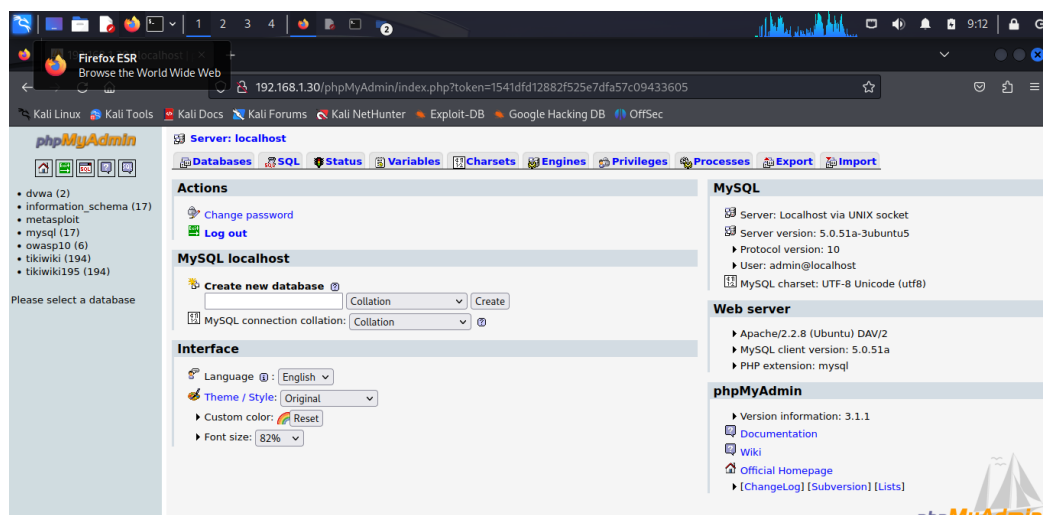 1 2 3 4
2
9:12
Firefox ESR
Browse the World Wide Web
192.168.1.30/phpMyAdmin/index.php?token=1541dfd12882f525e7dfa57c09433605
Kali Linux Kali Tools Kali Docs Kali Forums Kali NetHunter Exploit-DB Google Hacking DB OffSec
phpMyAdmin
SQL
dvwa (2)
information_schema (17)
metasploit
mysql (17)
owasp10 (6)
tikiwiki (194)
tikiwiki195 (194)
Please select a database
Server: localhost
Databases SQL Status Variables Charsets Engines Privileges Processes Export Import
Actions
Change password
Log out
MySQL localhost
Create new database
Collation Create
MySQL connection collation: Collation
Interface
Language : English
Theme / Style: Original
Custom color: Reset
Font size: 82%
MySQL
Server: Localhost via UNIX socket
Server version: 5.0.51a-3ubuntu5
Protocol version: 10
User: admin@localhost
MySQL charset: UTF-8 Unicode (utf8)
Web server
Apache/2.2.8 (Ubuntu) DAV/2
MySQL client version: 5.0.51a
PHP extension: mysql
phpMyAdmin
Version information: 3.1.1
Documentation
Wiki
Official Homepage
[ChangeLog] [Subversion] [Lists]
phpMyAdmin